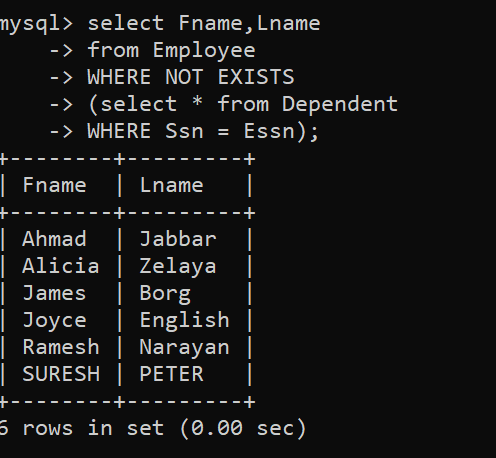 mysql> select Fname,Lname
    -> from Employee
    -> WHERE NOT EXISTS
    -> (select * from Dependent
    -> WHERE Ssn = Essn);
+--------+---------+
| Fname  | Lname   |
+--------+---------+
| Ahmad  | Jabbar  |
| Alicia | Zelaya  |
| James  | Borg    |
| Joyce  | English |
| Ramesh | Narayan |
| SURESH | PETER   |
+--------+---------+
6 rows in set (0.00 sec)